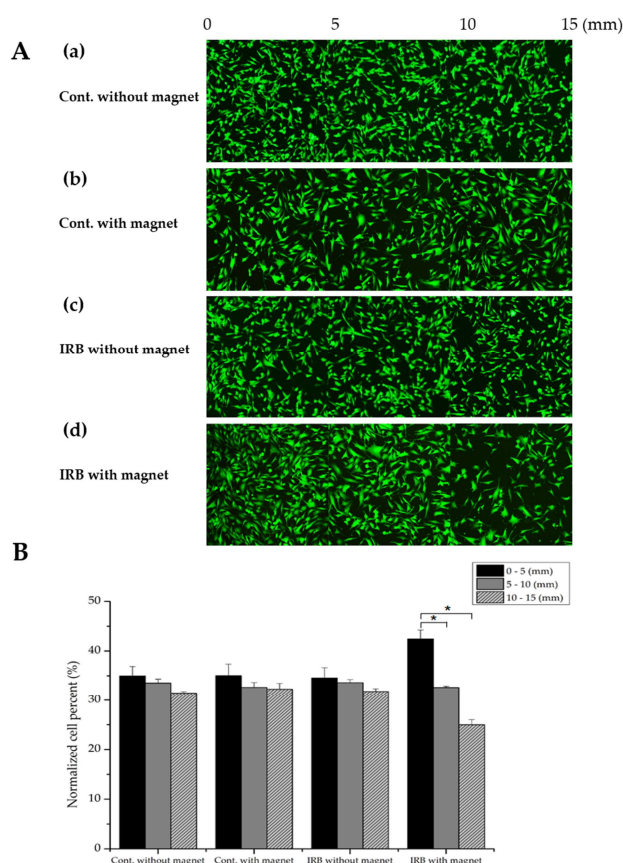 0 5 10 15 (mm)
A (a)
Cont. without magnet
(b)
Cont. with magnet
(c)
IRB without magnet
(d)
IRB with magnet
B
0 - 5 (mm)
5 - 10 (mm)
10 - 15 (mm)
50
40
30
20
10
0
Normalized cell percent (%)
* *
Cont. without magnet Cont. with magnet IRB without magnet IRB with magnet